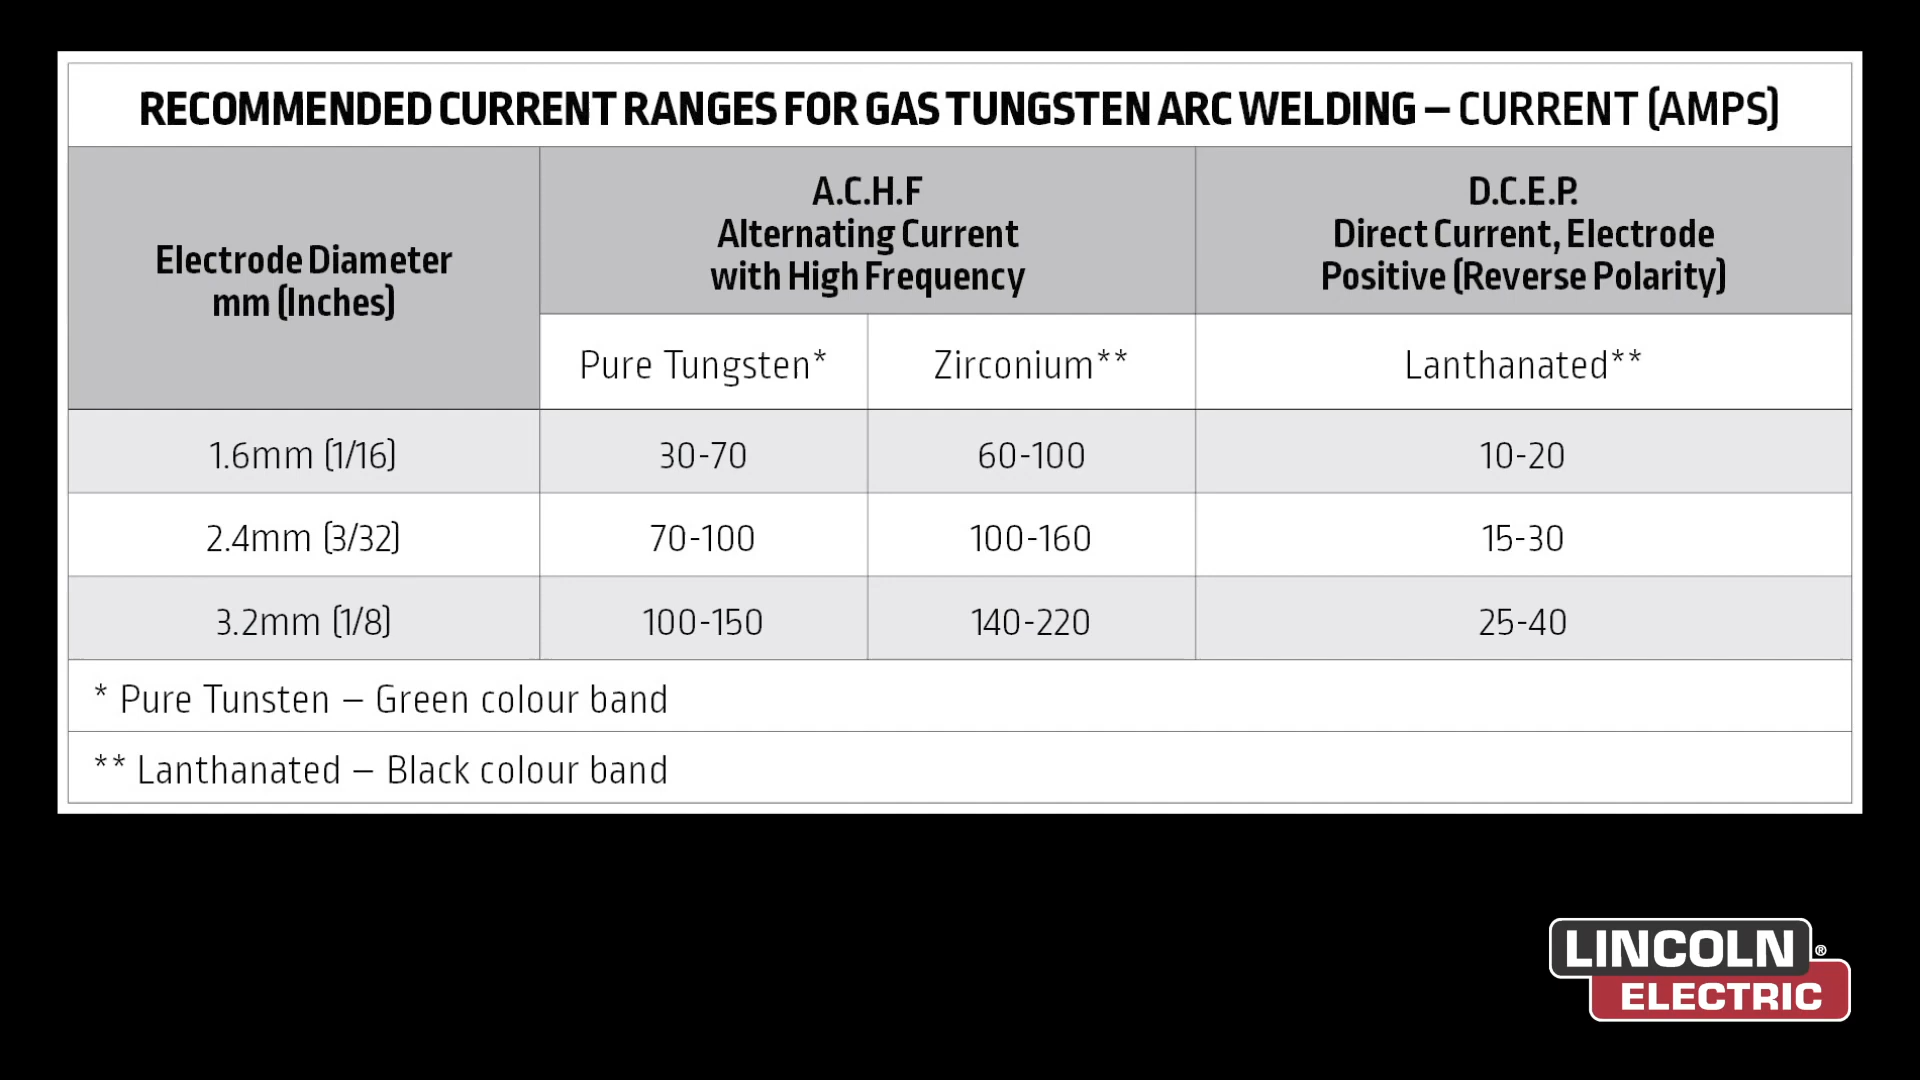 RECOMMENDED CURRENT RANGES FOR GAS TUNGSTEN ARC WELDING – CURRENT (AMPS)
Electrode Diameter
mm (Inches)
A.C.H.F
Alternating Current
with High Frequency
D.C.E.P.
Direct Current, Electrode
Positive (Reverse Polarity)
Pure Tungsten* Zirconium** Lanthanated**
1.6mm (1/16) 30-70 60-100 10-20
2.4mm (3/32) 70-100 100-160 15-30
3.2mm (1/8) 100-150 140-220 25-40
* Pure Tunsten – Green colour band
** Lanthanated – Black colour band
LINCOLN ®
ELECTRIC